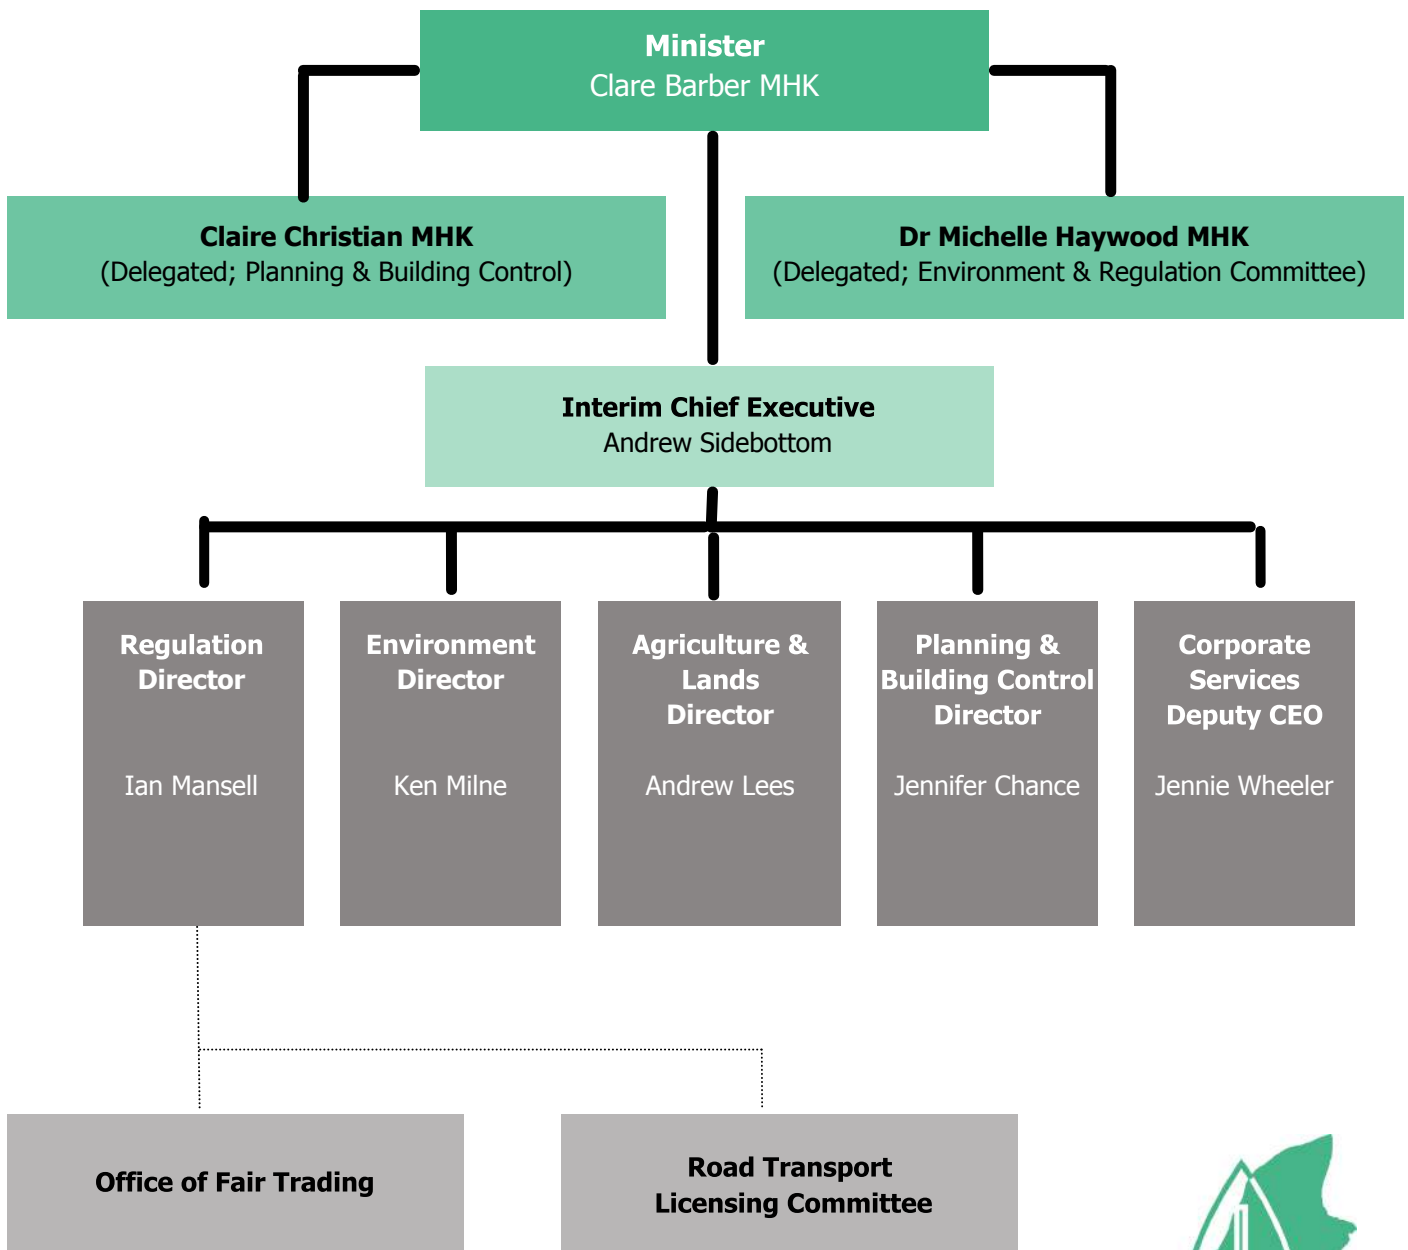 Minister
Clare Barber MHK
Claire Christian MHK
(Delegated; Planning & Building Control)
Dr Michelle Haywood MHK
(Delegated; Environment & Regulation Committee)
Interim Chief Executive
Andrew Sidebottom
Regulation
Director
Ian Mansell
Environment
Director
Ken Milne
Agriculture &
Lands
Director
Andrew Lees
Planning &
Building Control
Director
Jennifer Chance
Corporate
Services
Deputy CEO
Jennie Wheeler
Office of Fair Trading
Road Transport
Licensing Committee